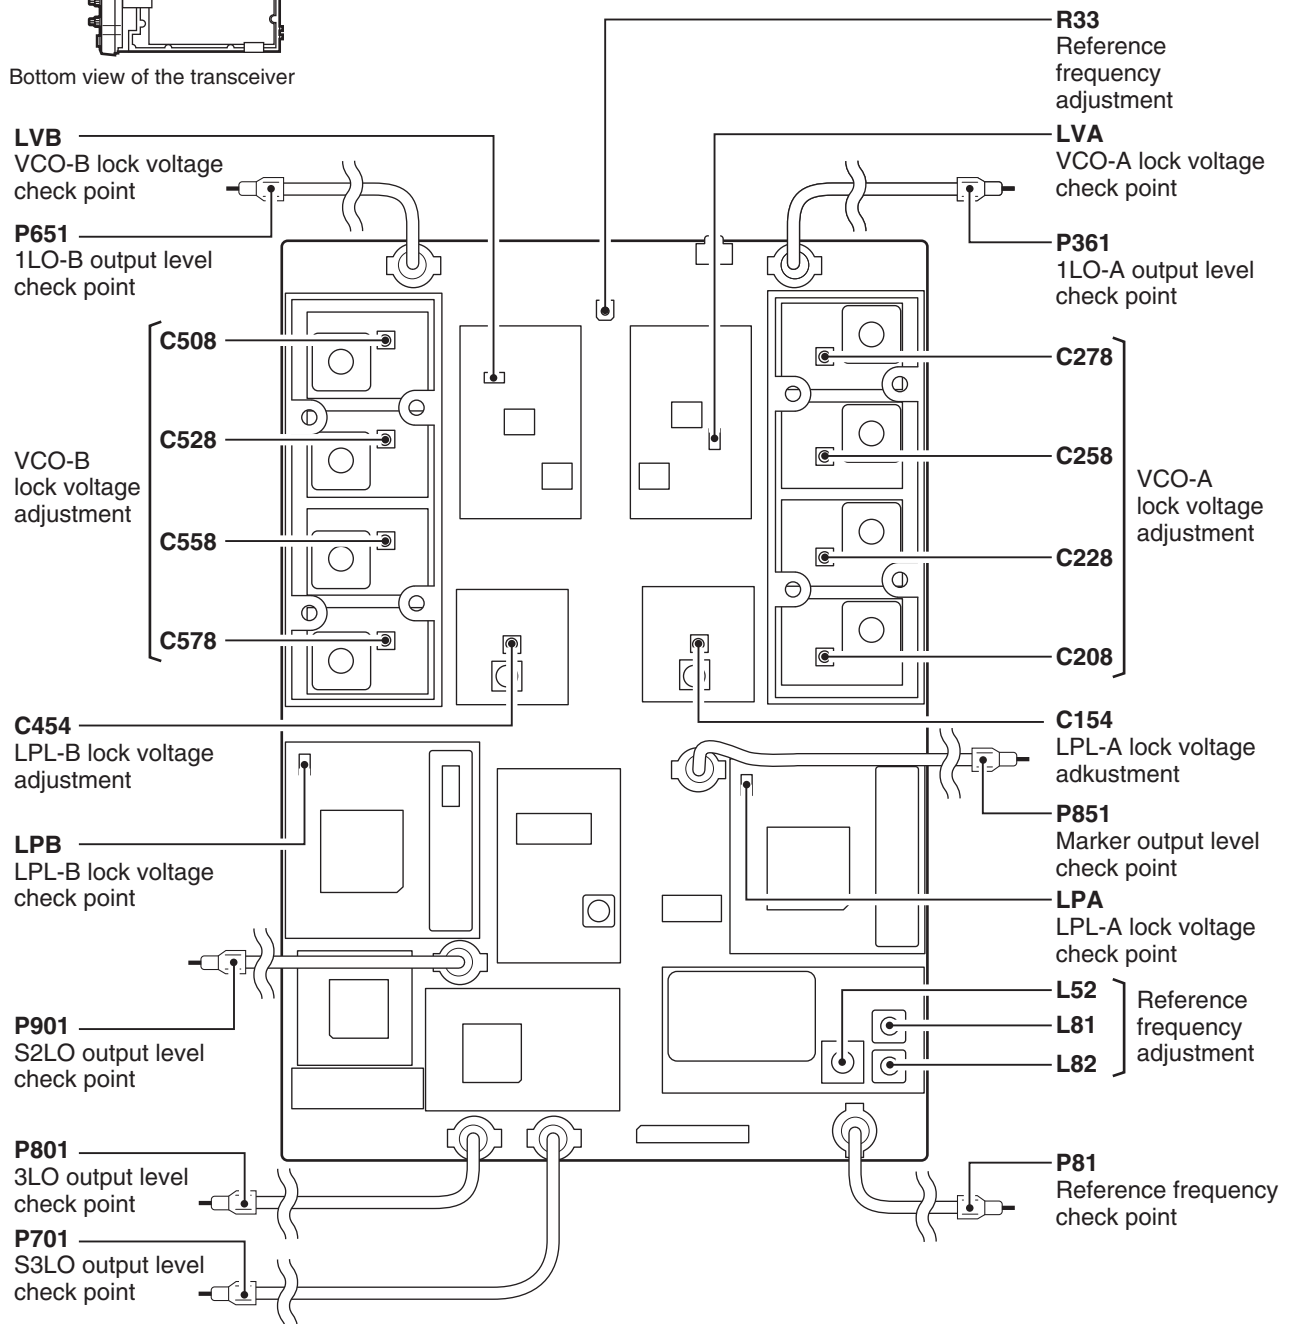 Bottom view of the transceiver
LVB
VCO-B lock voltage
check point
P651
1LO-B output level
check point
C508
C528
C558
C578
VCO-B
lock voltage
adjustment
C454
LPL-B lock voltage
adjustment
LPB
LPL-B lock voltage
check point
P901
S2LO output level
check point
P801
3LO output level
check point
P701
S3LO output level
check point
R33
Reference
frequency
adjustment
LVA
VCO-A lock voltage
check point
P361
1LO-A output level
check point
C278
C258
C228
C208
VCO-A
lock voltage
adjustment
C154
LPL-A lock voltage
adkustment
P851
Marker output level
check point
LPA
LPL-A lock voltage
check point
L52
L81
L82
Reference
frequency
adjustment
P81
Reference frequency
check point